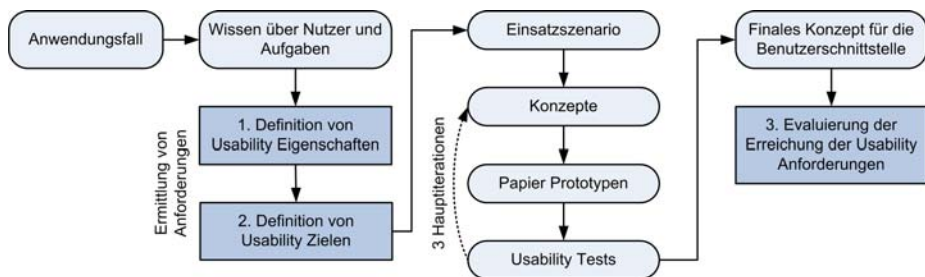 Anwendungsfall
Wissen über Nutzer und
Aufgaben
1. Definition von
Usability Eigenschaften
2. Definition von
Usability Zielen
Ermittlung von
Anforderungen
Einsatzszenario
Konzepte
Papier Prototypen
Usability Tests
3 Hauptiterationen
Finales Konzept für die
Benutzerschnittstelle
3. Evaluierung der
Erreichung der Usability
Anforderungen